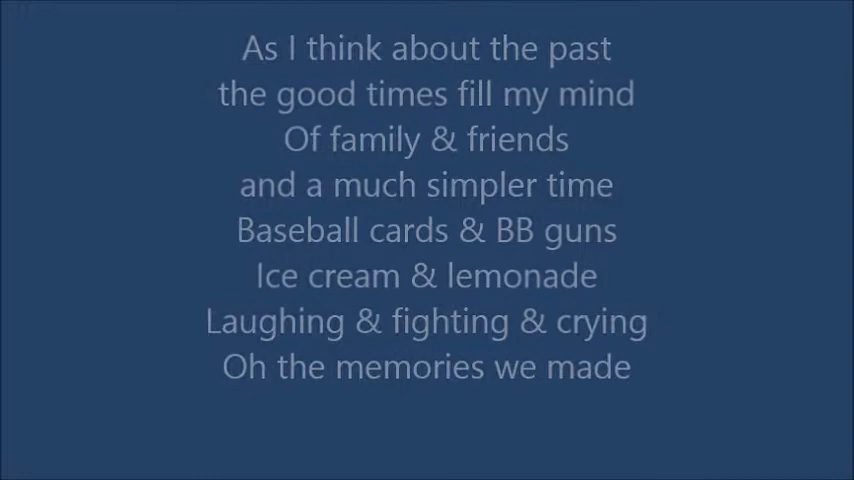 As I think about the past
the good times fill my mind
Of family & friends
and a much simpler time
Baseball cards & BB guns
Ice cream & lemonade
Laughing & fighting & crying
Oh the memories we made